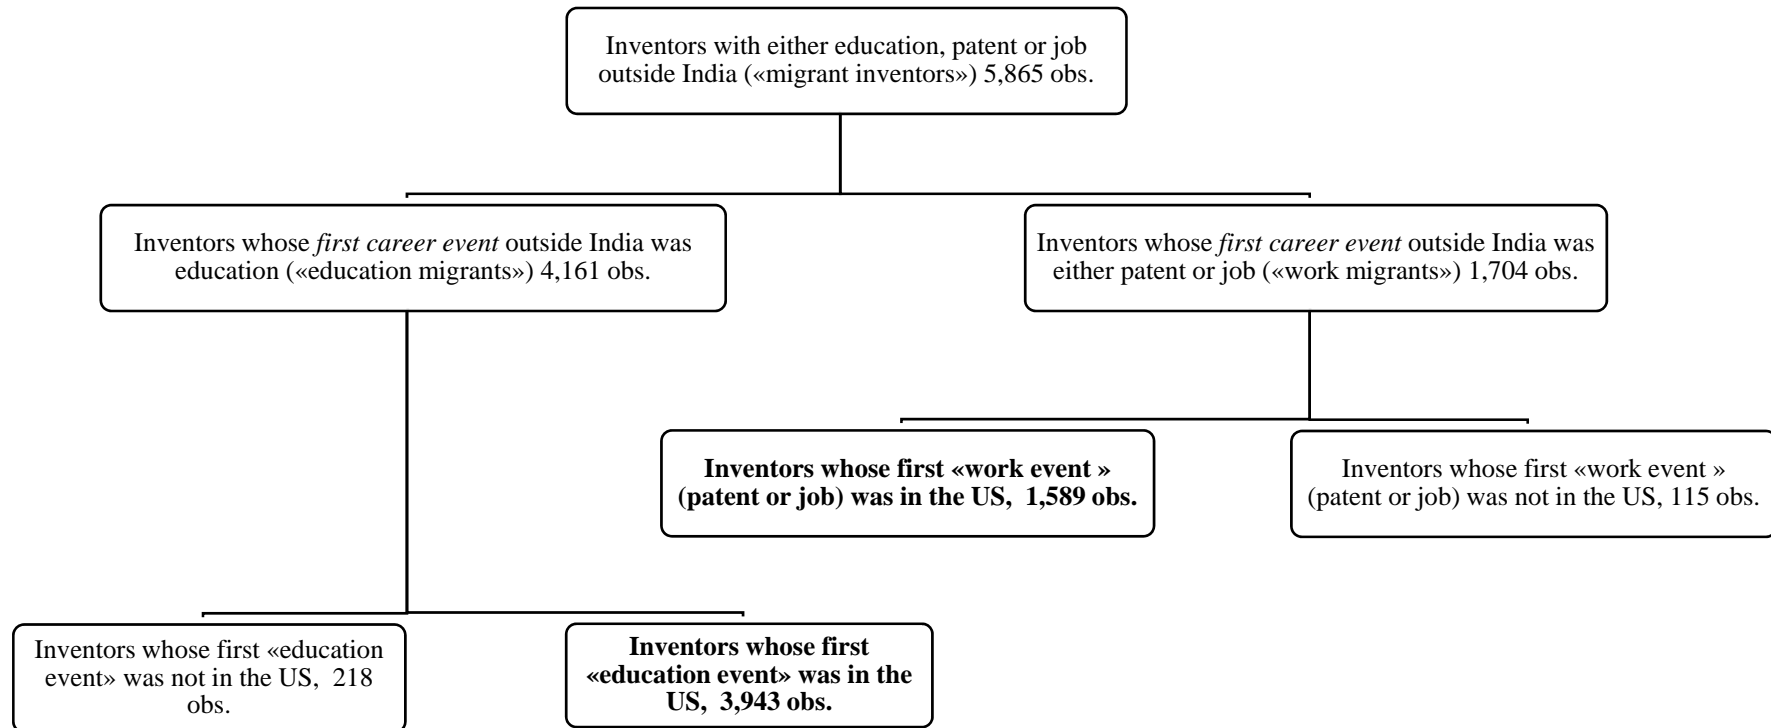 Inventors with either education, patent or job
outside India («migrant inventors») 5,865 obs.
Inventors whose first career event outside India was
education («education migrants») 4,161 obs.
Inventors whose first career event outside India was
either patent or job («work migrants») 1,704 obs.
Inventors whose first «work event »
(patent or job) was in the US,  1,589 obs.
Inventors whose first «work event »
(patent or job) was not in the US, 115 obs.
Inventors whose first «education
event» was not in the US,  218
obs.
Inventors whose first
«education event» was in the
US,  3,943 obs.